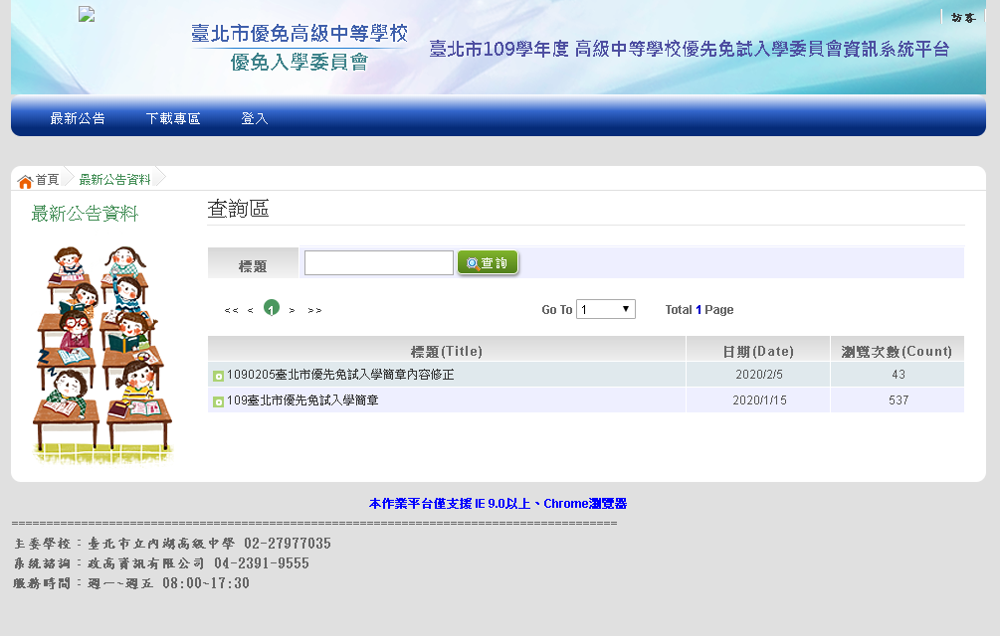 訪客
臺北市優免高級中等學校
優免入學委員會
臺北市109學年度 高級中等學校優先免試入學委員會資訊系統平台
最新公告 下載專區 登入
首頁 最新公告資料
最新公告資料
查詢區
標題 查詢
<< < 1 > >> Go To 1 Total 1 Page
標題(Title) 日期(Date) 瀏覽次數(Count)
1090205臺北市優先免試入學簡章內容修正 2020/2/5 43
109臺北市優先免試入學簡章 2020/1/15 537
本作業平台僅支援 IE 9.0以上、Chrome瀏覽器
主委學校：臺北市立內湖高級中學 02-27977035
系統諮詢：政高資訊有限公司 04-2391-9555
服務時間：週一~週五 08:00~17:30